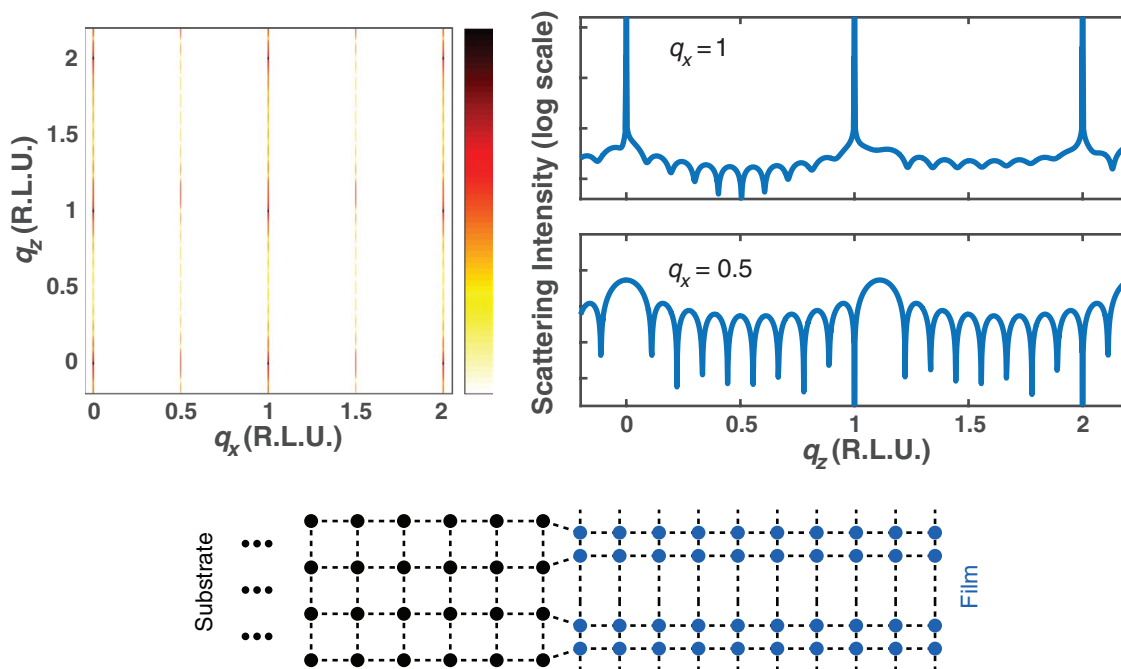 2
1.5
1
0.5
0
q_z (R.L.U.)
0 0.5 1 1.5 2
q_x (R.L.U.)
Scattering Intensity (log scale)
q_x = 1
q_x = 0.5
0 0.5 1 1.5 2
q_z (R.L.U.)
Substrate
Film